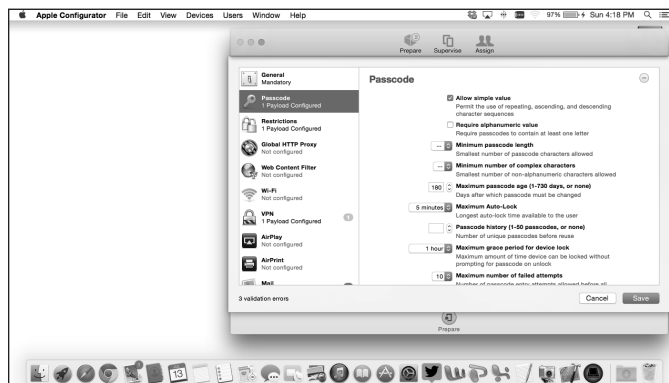 Apple Configurator File Edit View Devices Users Window Help 97% Sun 4:18 PM
Prepare Supervise Assign
General
Mandatory
Passcode
1 Payload Configured
Restrictions
1 Payload Configured
Global HTTP Proxy
Not configured
Web Content Filter
Not configured
Wi-Fi
Not configured
VPN
1 Payload Configured
1
AirPlay
Not configured
AirPrint
Not configured
Mail
Passcode
Allow simple value
Permit the use of repeating, ascending, and descending
character sequences
Require alphanumeric value
Require passcodes to contain at least one letter
-- Minimum passcode length
Smallest number of passcode characters allowed
-- Minimum number of complex characters
Smallest number of non-alphanumeric characters allowed
180 Maximum passcode age (1-730 days, or none)
Days after which passcode must be changed
5 minutes Maximum Auto-Lock
Longest auto-lock time available to the user
Passcode history (1-50 passcodes, or none)
Number of unique passcodes before reuse
1 hour Maximum grace period for device lock
Maximum amount of time device can be locked without
prompting for passcode on unlock
10 Maximum number of failed attempts
Number of passcode entry attempts allowed before all
3 validation errors
Cancel Save
Prepare
13